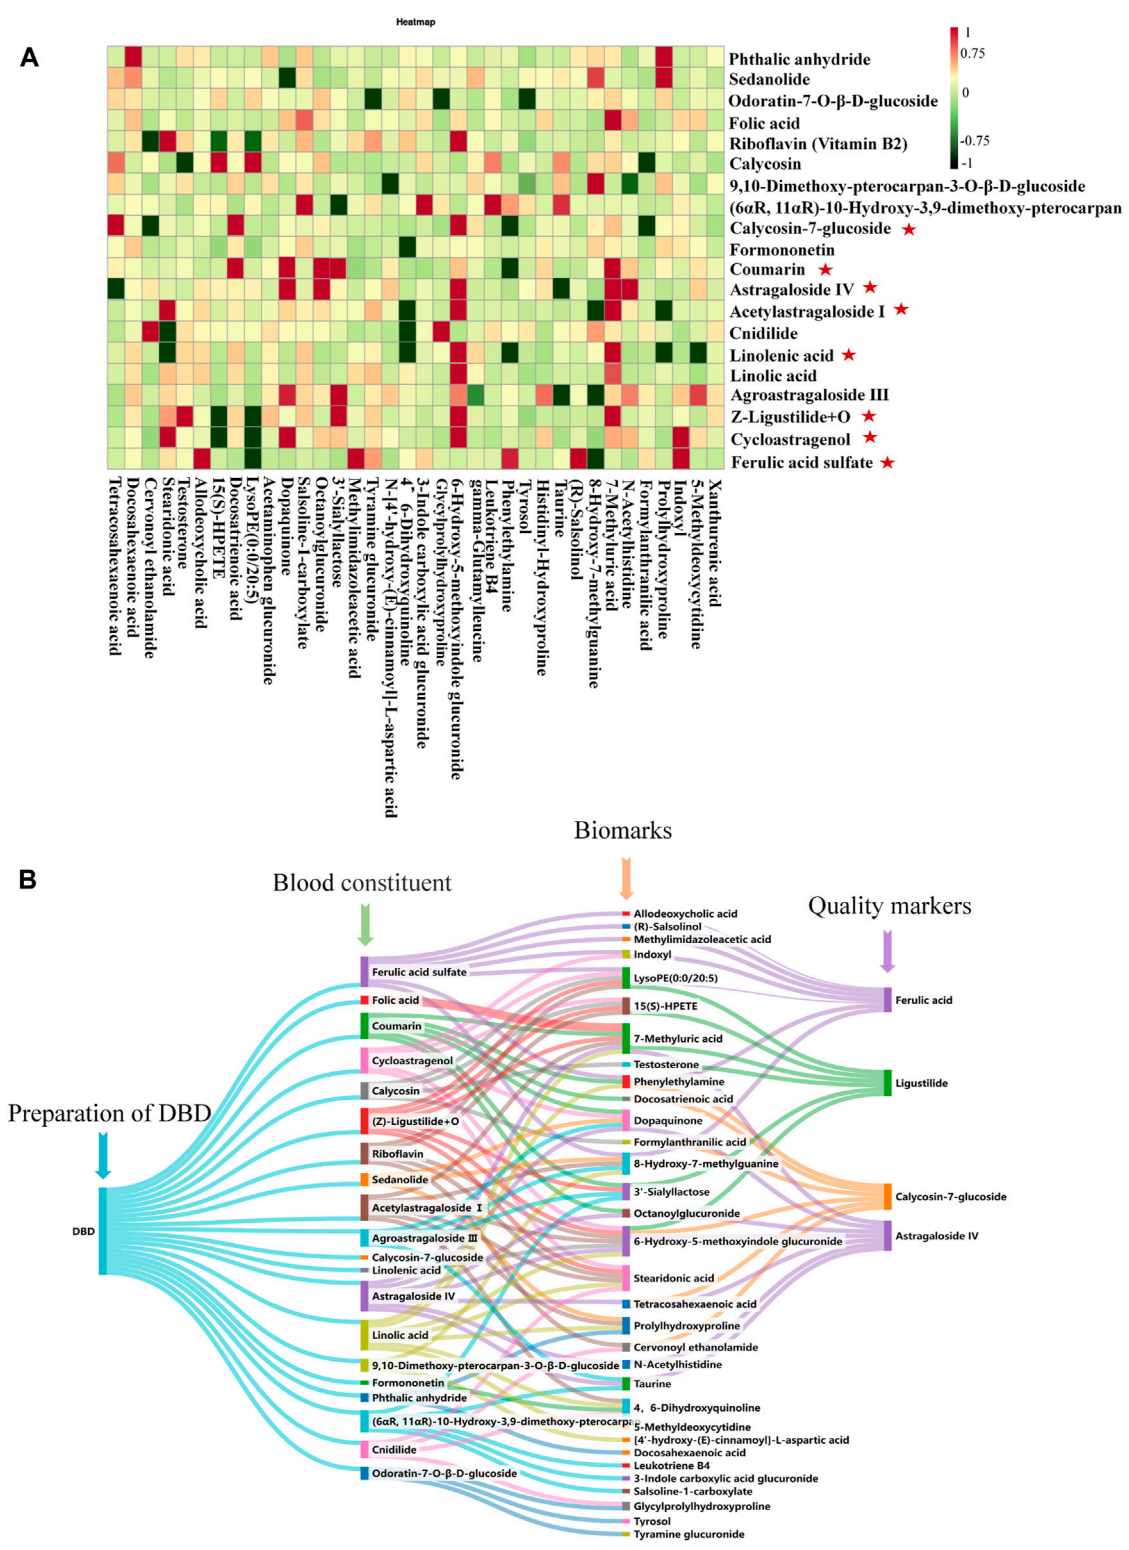 Heatmap
A
1
0.75
0
-0.75
-1
Phthalic anhydride
Sedanolide
Odoratin-7-O-β-D-glucoside
Folic acid
Riboflavin (Vitamin B2)
Calycosin
9,10-Dimethoxy-pterocarpan-3-O-β-D-glucoside
(6αR, 11αR)-10-Hydroxy-3,9-dimethoxy-pterocarpan
Calycosin-7-glucoside
Formononetin
Coumarin
Astragaloside IV
Acetylastragaloside I
Cnidilide
Linolenic acid
Linolic acid
Agroastragaloside III
Z-Ligustilide+O
Cycloastragenol
Ferulic acid sulfate
Tetracosahexaenoic acid
Docosahexaenoic acid
Cervonoyl ethanolamide
Stearidonic acid
Testosterone
Allodeoxycholic acid
15(S)-HPETE
Docosatrienoic acid
LysoPE(0:0/20:5)
Acetaminophen glucuronide
Dopaquinone
Salsoline-1-carboxylate
Octanoylglucuronide
3'-Sialyllactose
Methylimidazoleacetic acid
Tyramine glucuronide
N-[4'-hydroxy-(E)-cinnamoyl]-L-aspartic acid
4, 6-Dihydroxyquinoline
3-Indole carboxylic acid glucuronide
Glycylprolylhydroxyproline
6-Hydroxy-5-methoxyindole glucuronide
gamma-Glutamylleucine
Leukotriene B4
Phenylethylamine
Tyrosol
Histidinyl-Hydroxyproline
Taurine
(R)-Salsolinol
8-Hydroxy-7-methylguanine
7-Methyluric acid
N-Acetylhistidine
Formylanthranilic acid
Prolylhydroxyproline
Indoxyl
5-Methyldeoxycytidine
Xanthurenic acid
B
Preparation of DBD
Blood constituent
Biomarks
Quality markers
DBD
Ferulic acid sulfate
Folic acid
Coumarin
Cycloastragenol
Calycosin
(Z)-Ligustilide+O
Riboflavin
Sedanolide
Acetylastragaloside I
Agroastragaloside III
Calycosin-7-glucoside
Linolenic acid
Astragaloside IV
Linolic acid
9,10-Dimethoxy-pterocarpan-3-O-β-D-glucoside
Formononetin
Phthalic anhydride
(6αR, 11αR)-10-Hydroxy-3,9-dimethoxy-pterocarpan
Cnidilide
Odoratin-7-O-β-D-glucoside
Allodeoxycholic acid
(R)-Salsolinol
Methylimidazoleacetic acid
Indoxyl
LysoPE(0:0/20:5)
15(S)-HPETE
7-Methyluric acid
Testosterone
Phenylethylamine
Docosatrienoic acid
Dopaquinone
Formylanthranilic acid
8-Hydroxy-7-methylguanine
3'-Sialyllactose
Octanoylglucuronide
6-Hydroxy-5-methoxyindole glucuronide
Stearidonic acid
Tetracosahexaenoic acid
Prolylhydroxyproline
Cervonoyl ethanolamide
N-Acetylhistidine
Taurine
4, 6-Dihydroxyquinoline
5-Methyldeoxycytidine
[4'-hydroxy-(E)-cinnamoyl]-L-aspartic acid
Docosahexaenoic acid
Leukotriene B4
3-Indole carboxylic acid glucuronide
Salsoline-1-carboxylate
Glycylprolylhydroxyproline
Tyrosol
Tyramine glucuronide
Ferulic acid
Ligustilide
Calycosin-7-glucoside
Astragaloside IV